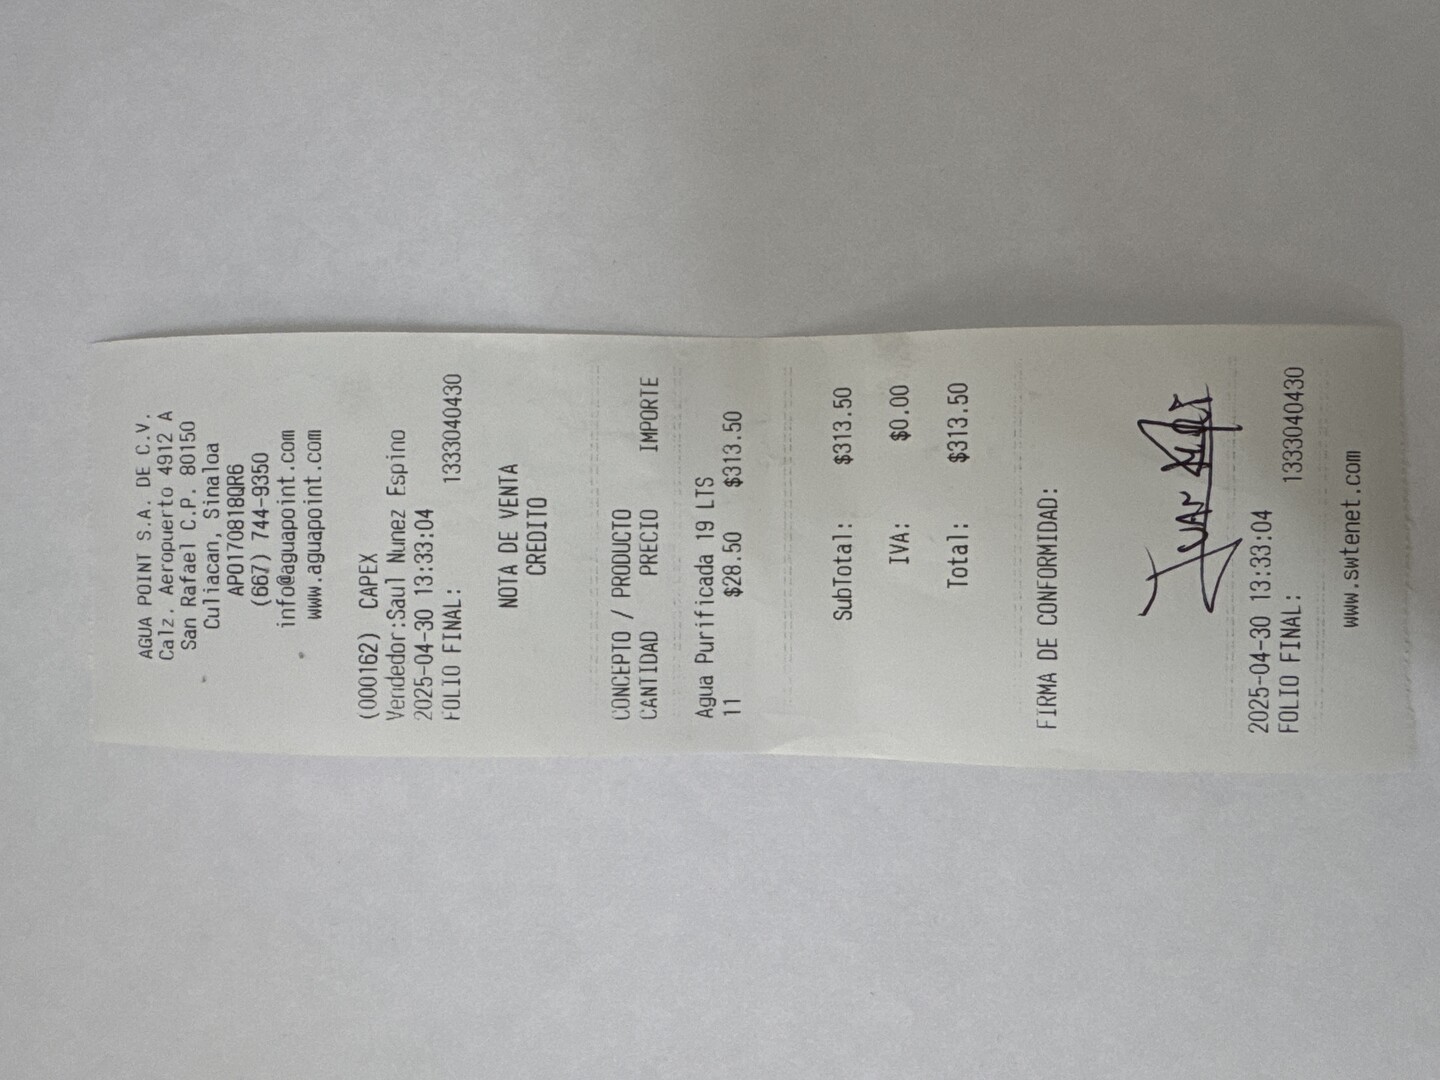 AGUA POINT S.A. DE C.V.
Calz. Aeropuerto 4912 A
San Rafael C.P. 80150
Culiacan, Sinaloa
APO170818QR6
(667) 744-9350
info@aguapoint.com
www.aguapoint.com
(000162) CAPEX
Vendedor:Saul Nunez Espino
2025-04-30 13:33:04
FOLIO FINAL: 1333040430
NOTA DE VENTA
CREDITO
CONCEPTO / PRODUCTO
CANTIDAD PRECIO IMPORTE
Agua Purificada 19 LTS
11 $28.50 $313.50
SubTotal: $313.50
IVA: $0.00
Total: $313.50
FIRMA DE CONFORMIDAD:
2025-04-30 13:33:04
FOLIO FINAL: 1333040430
www.swtenet.com